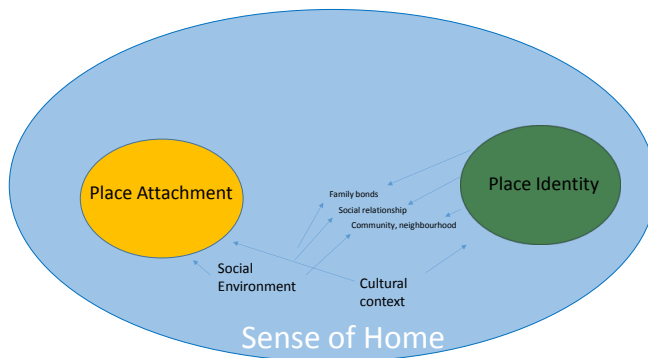 Place Attachment
Place Identity
Family bonds
Social relationship
Community, neighbourhood
Social
Environment
Cultural
context
Sense of Home